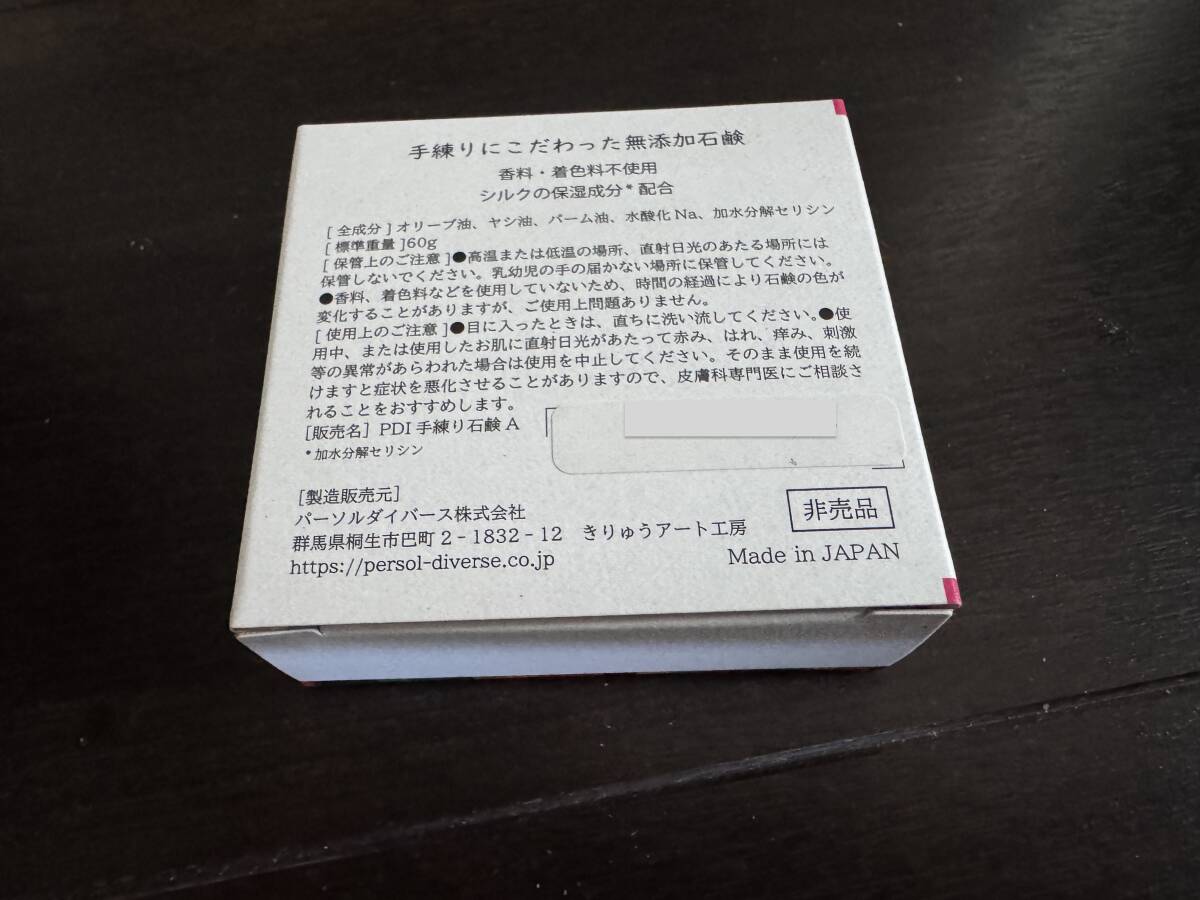 手練りにこだわった無添加石鹸
香料・着色料不使用
シルクの保湿成分*配合
[ 全成分 ] オリーブ油、ヤシ油、パーム油、水酸化 Na、加水分解セリシン
[ 標準重量 ]60g
[ 保管上のご注意 ]●高温または低温の場所、直射日光のあたる場所には
保管しないでください。乳幼児の手の届かない場所に保管してください。
●香料、着色料などを使用していないため、時間の経過により石鹸の色が
変化することがありますが、ご使用上問題ありません。
[ 使用上のご注意 ]●目に入ったときは、直ちに洗い流してください。●使
用中、または使用したお肌に直射日光があたって赤み、はれ、痒み、刺激
等の異常があらわれた場合は使用を中止してください。そのまま使用を続
けますと症状を悪化させることがありますので、皮膚科専門医にご相談さ
れることをおすすめします。
[販売名] PDI 手練り石鹸 A
*加水分解セリシン
[製造販売元]
パーソルダイバース株式会社
群馬県桐生市巴町 2 - 1832 - 12 きりゅうアート工房
https://persol-diverse.co.jp
非売品
Made in JAPAN